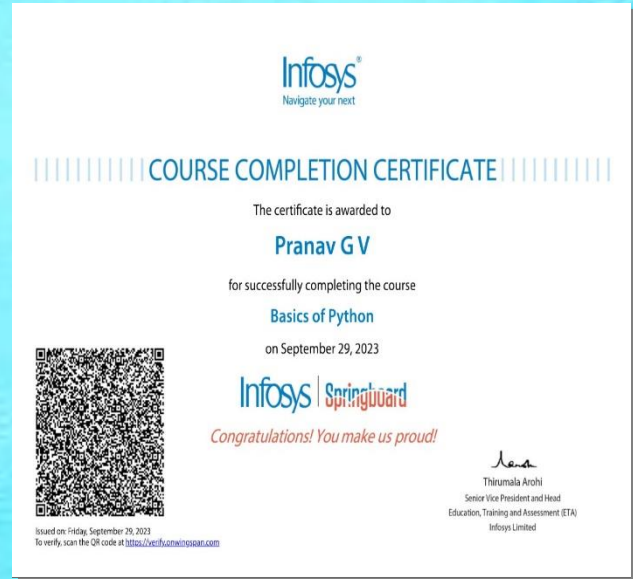 Infosys®
Navigate your next
COURSE COMPLETION CERTIFICATE
The certificate is awarded to
Pranav G V
for successfully completing the course
Basics of Python
on September 29, 2023
Infosys | Springboard
Congratulations! You make us proud!
Thirumala Arohi
Senior Vice President and Head
Education, Training and Assessment (ETA)
Infosys Limited
Issued on: Friday, September 29, 2023
To verify, scan the QR code at https://verify.onwingspan.com